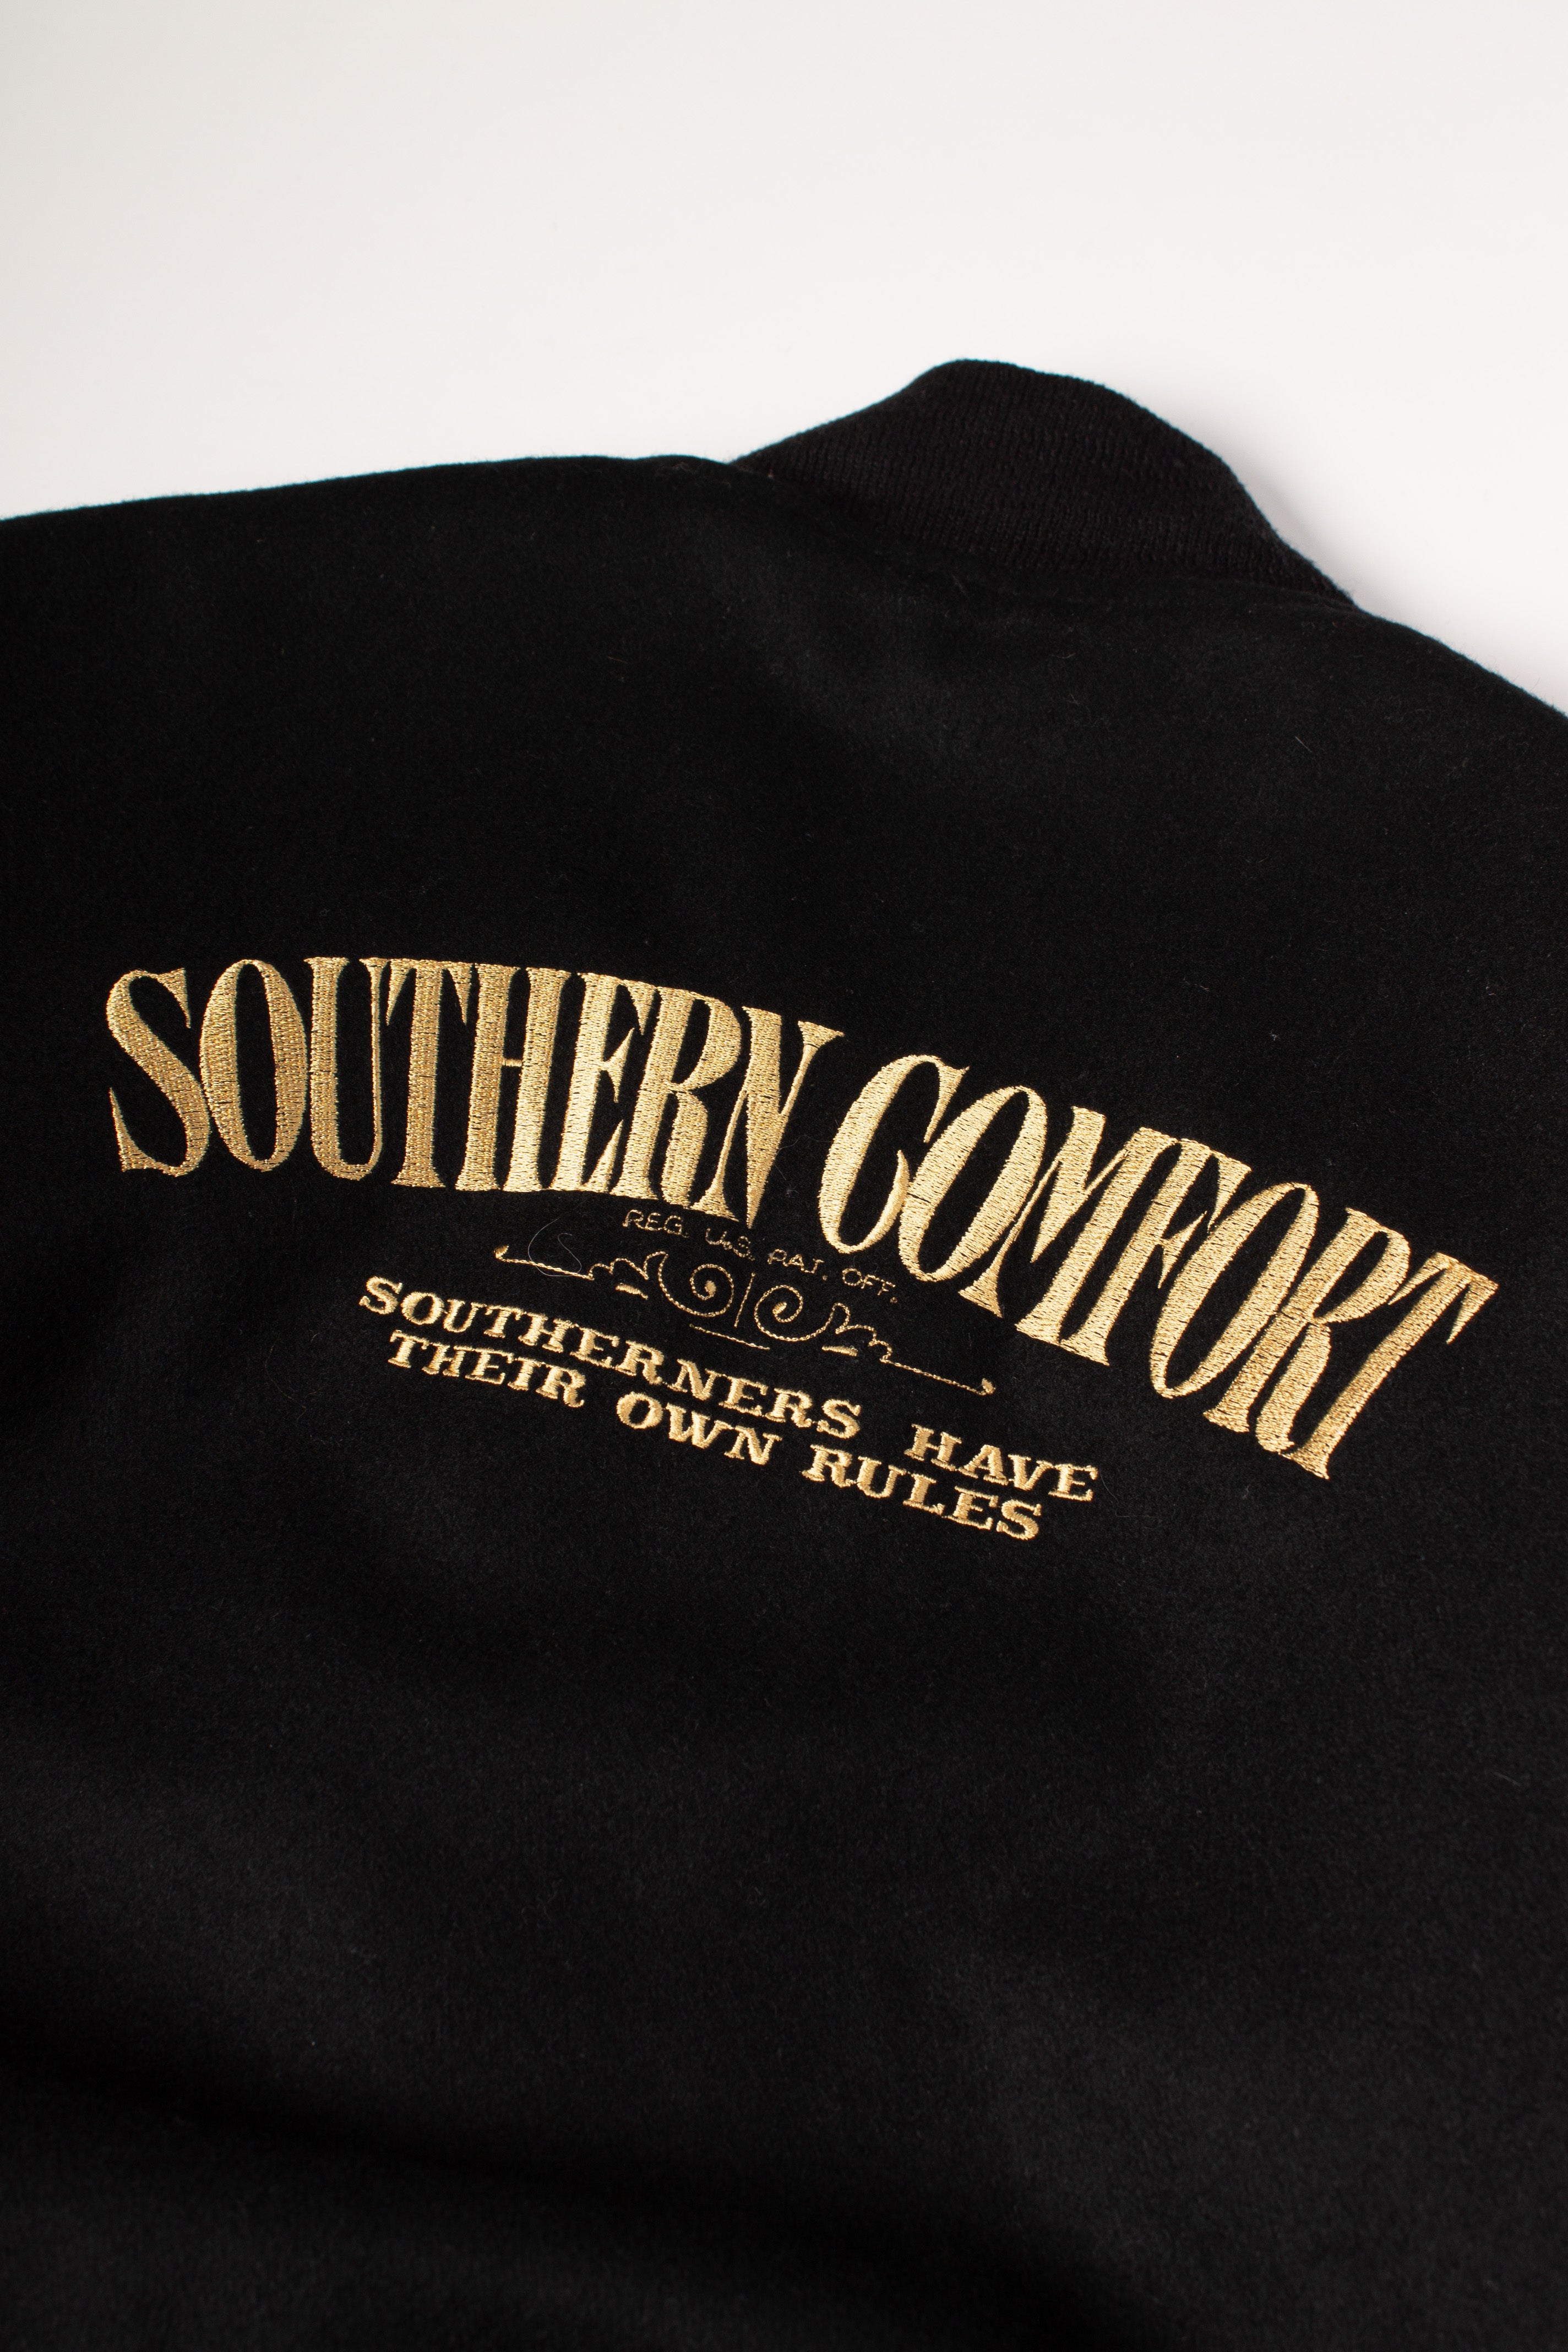 SOUTHERN COMFORT
REG. U.S. PAT. OFF.
SOUTHERNERS HAVE
THEIR OWN RULES